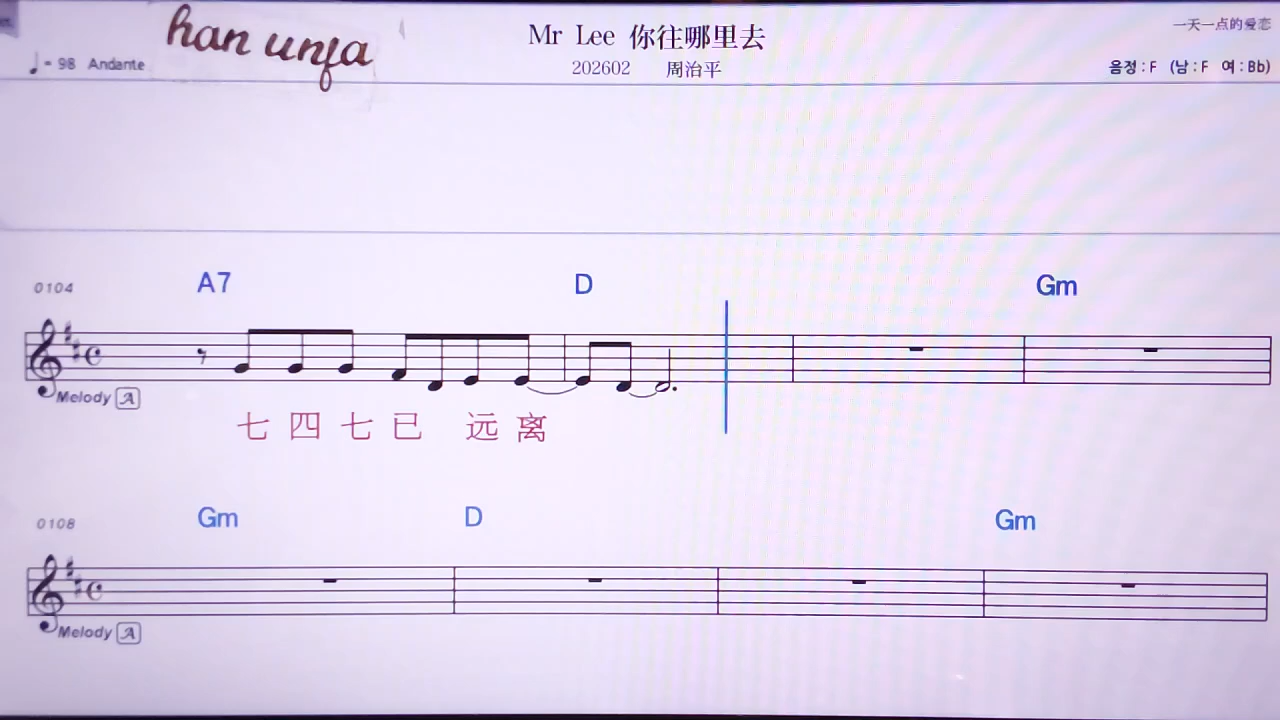 han unfa
Mr Lee 你往哪里去
一天一点的爱恋
♩= 98 Andante
202602 周治平
음정 : F (남 : F 여 : Bb)
0104 A7 D Gm
Melody A
七 四 七 已 远 离
0108 Gm D Gm
Melody A